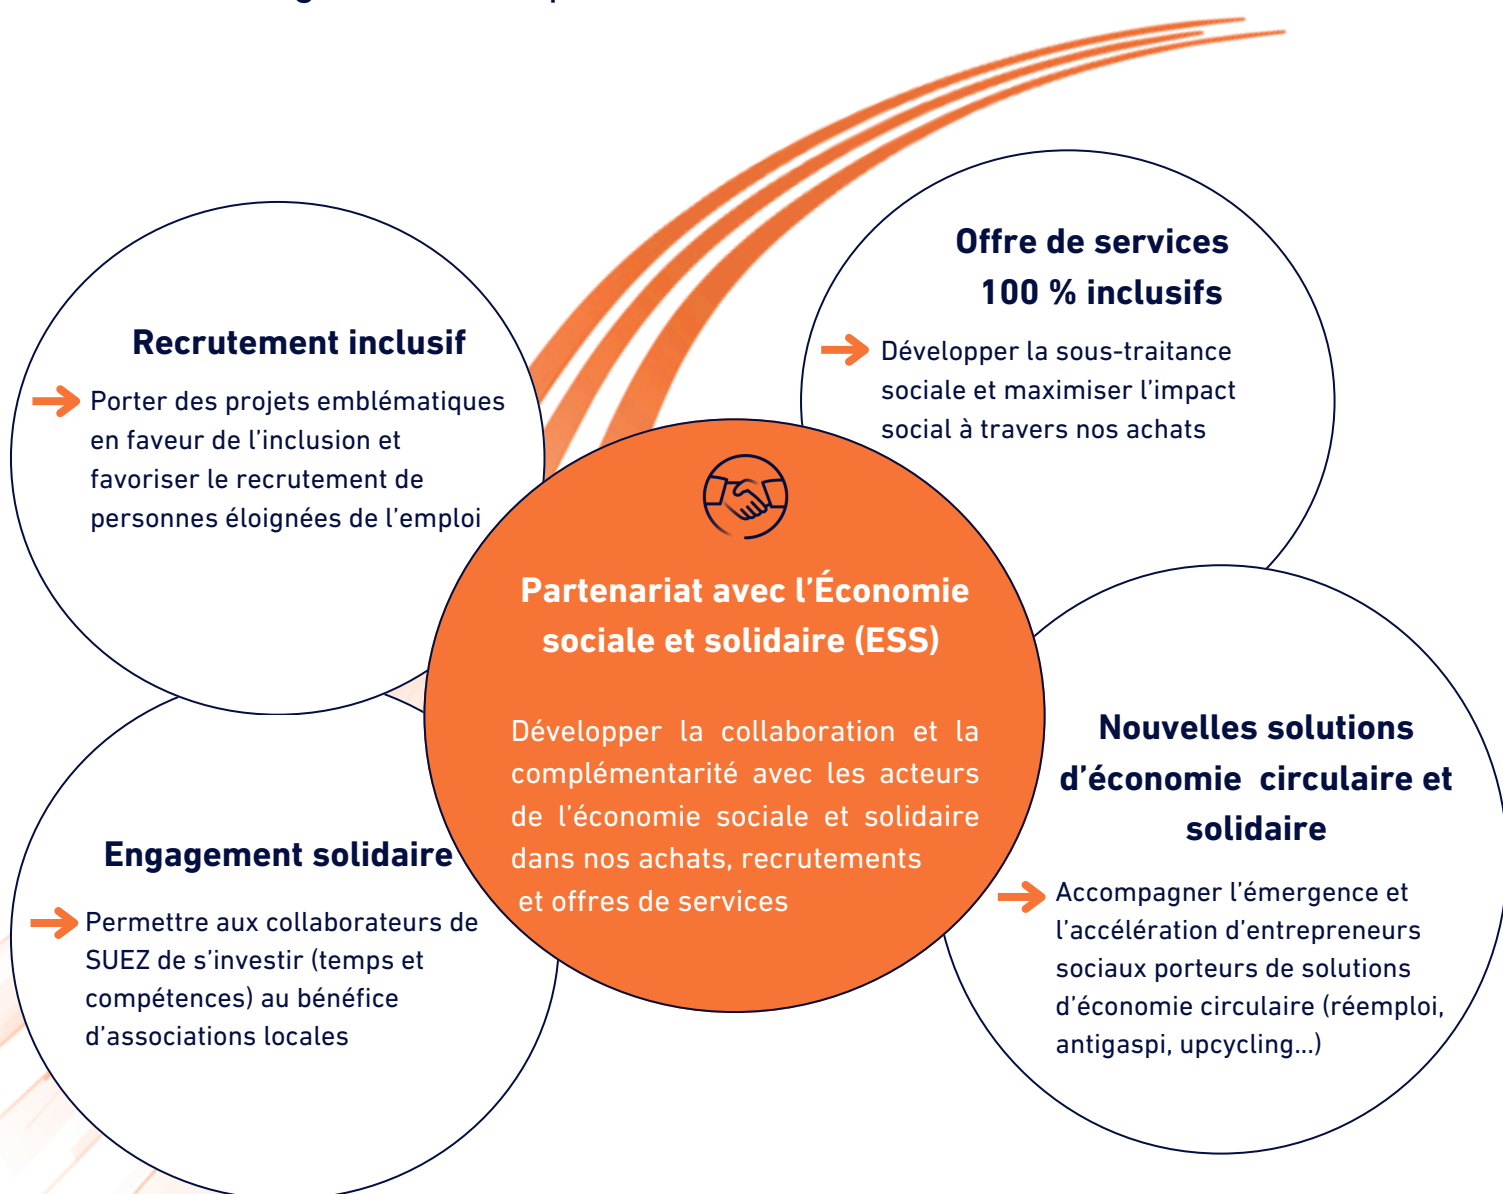 Recrutement inclusif
Porter des projets emblématiques
en faveur de l’inclusion et
favoriser le recrutement de
personnes éloignées de l’emploi
Offre de services
100 % inclusifs
Développer la sous-traitance
sociale et maximiser l’impact
social à travers nos achats
Partenariat avec l’Économie
sociale et solidaire (ESS)
Développer la collaboration et la
complémentarité avec les acteurs
de l’économie sociale et solidaire
dans nos achats, recrutements
et offres de services
Engagement solidaire
Permettre aux collaborateurs de
SUEZ de s’investir (temps et
compétences) au bénéfice
d’associations locales
Nouvelles solutions
d’économie circulaire et
solidaire
Accompagner l’émergence et
l’accélération d’entrepreneurs
sociaux porteurs de solutions
d’économie circulaire (réemploi,
antigaspi, upcycling...)